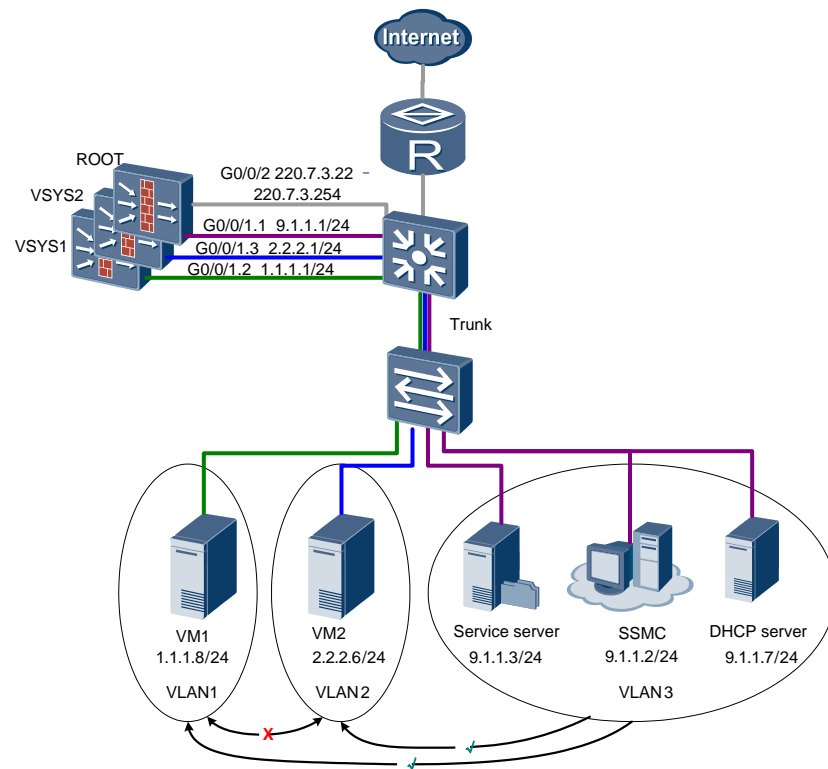 Internet
R
ROOT
G0/0/2 220.7.3.22 -
220.7.3.254
VSYS2
G0/0/1.1 9.1.1.1/24
VSYS1
G0/0/1.3 2.2.2.1/24
G0/0/1.2 1.1.1.1/24
Trunk
VM1
1.1.1.8/24
VLAN1
VM2
2.2.2.6/24
VLAN2
Service server
9.1.1.3/24
SSMC
9.1.1.2/24
DHCP server
9.1.1.7/24
VLAN3
X
√
√